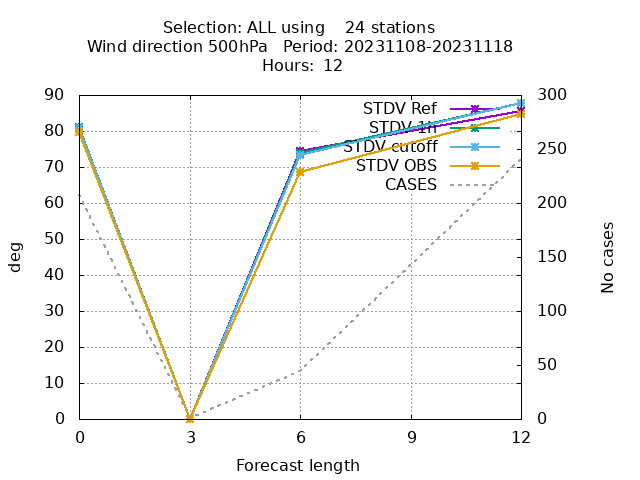 Selection: ALL using    24 stations
Wind direction 500hPa   Period: 20231108-20231118
Hours:  12
90 300
STDV Ref
80 STDV 1h
STDV cutoff 250
70 STDV OBS
CASES
60 200
50
deg No cases
40 150
30 100
20
50
10
0 0
0 3 6 9 12
Forecast length